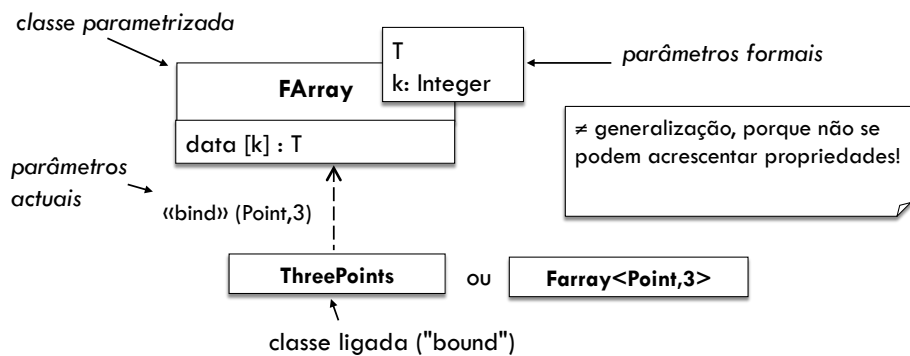 classe parametrizada
T
k: Integer
parâmetros formais
FArray
data [k] : T
≠ generalização, porque não se
podem acrescentar propriedades!
parâmetros
actuais
«bind» (Point,3)
ThreePoints
ou
Farray<Point,3>
classe ligada ("bound")